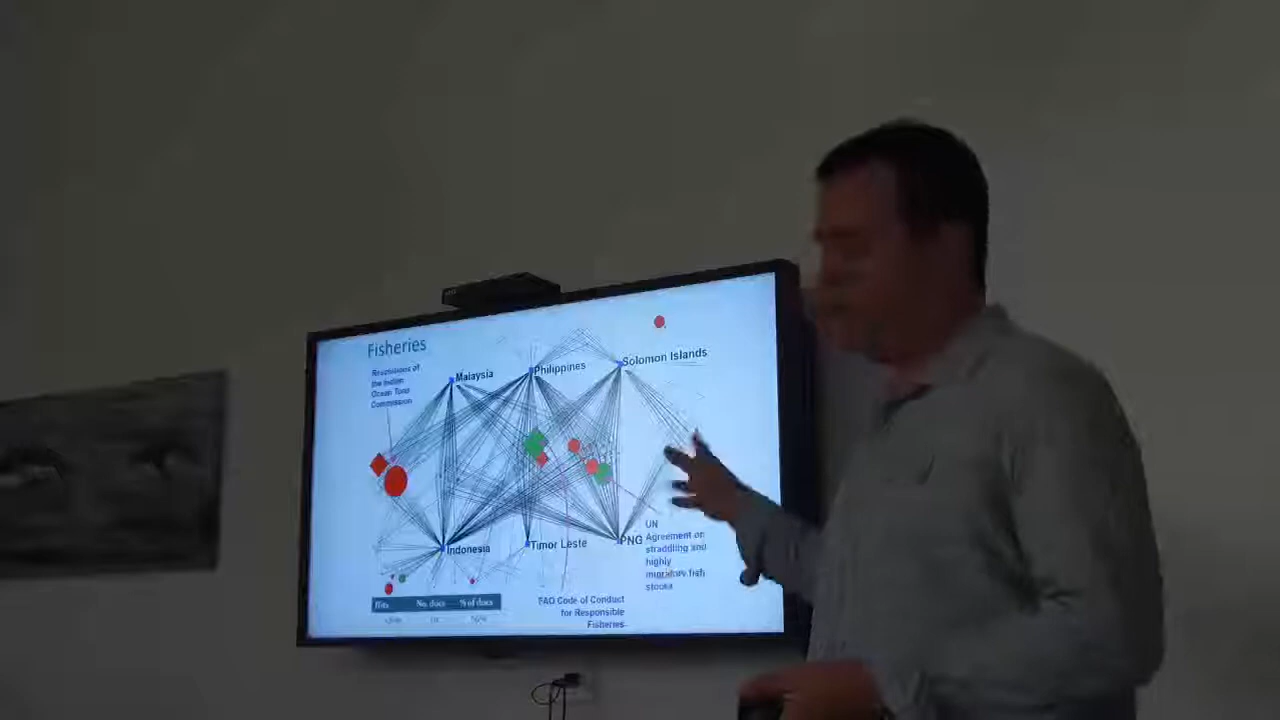 Fisheries
Resolutions of
the Indian
Ocean Tuna
Commission
Malaysia
Philippines
Solomon Islands
Indonesia
Timor Leste
PNG
UN
Agreement on
straddling and
highly
migratory fish
stocks
Hits No. docs % of docs
FAO Code of Conduct
for Responsible
Fisheries